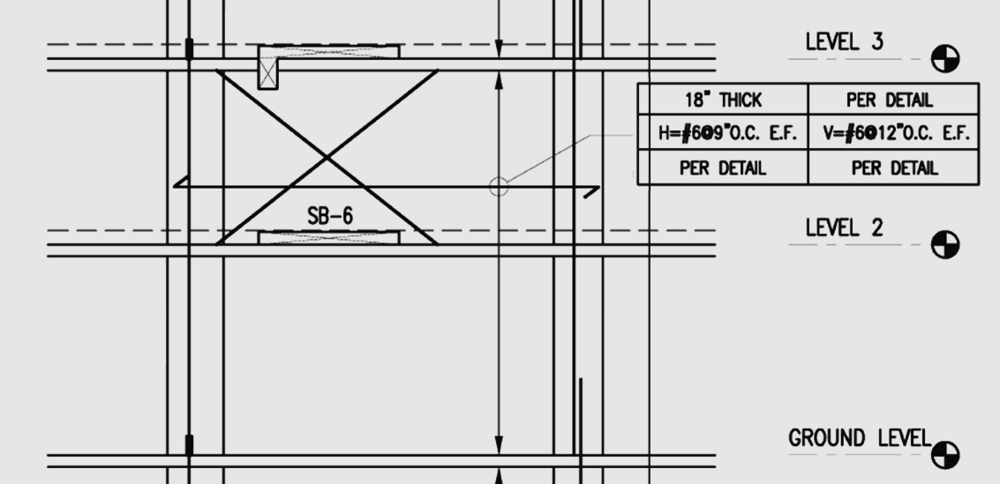 LEVEL 3
18" THICK PER DETAIL
H=#6@9"O.C. E.F. V=#6@12"O.C. E.F.
PER DETAIL PER DETAIL
SB-6
LEVEL 2
GROUND LEVEL